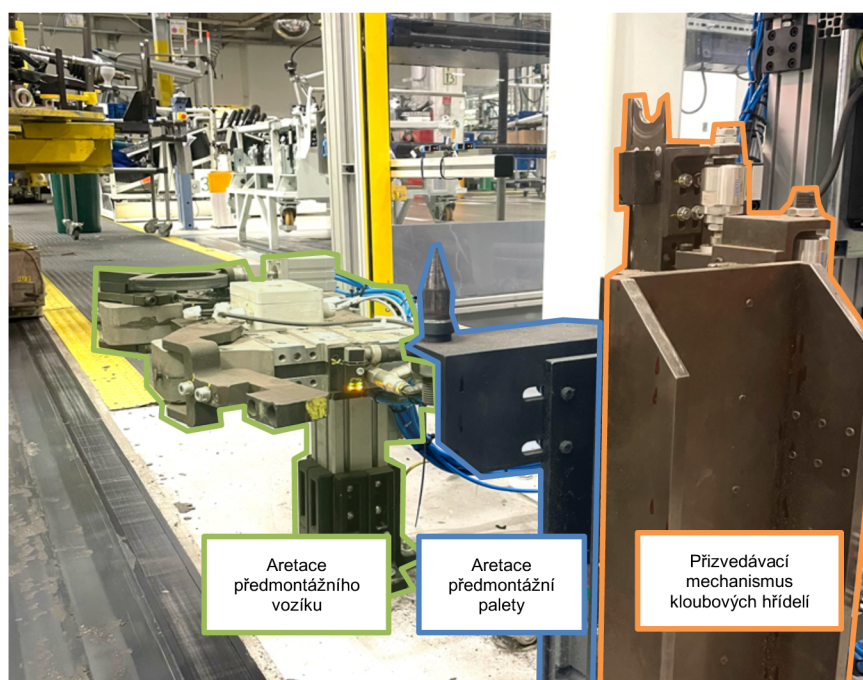 Aretace
předmontážního
vozíku
Aretace
předmontážní
palety
Přizvedávací
mechanismus
kloubových hřídelí